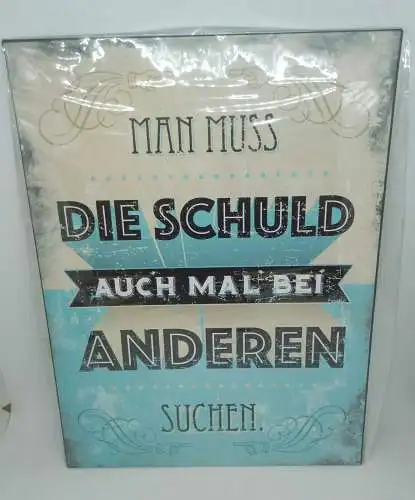 MAN MUSS
DIE SCHULD
AUCH MAL BEI
ANDEREN
SUCHEN.